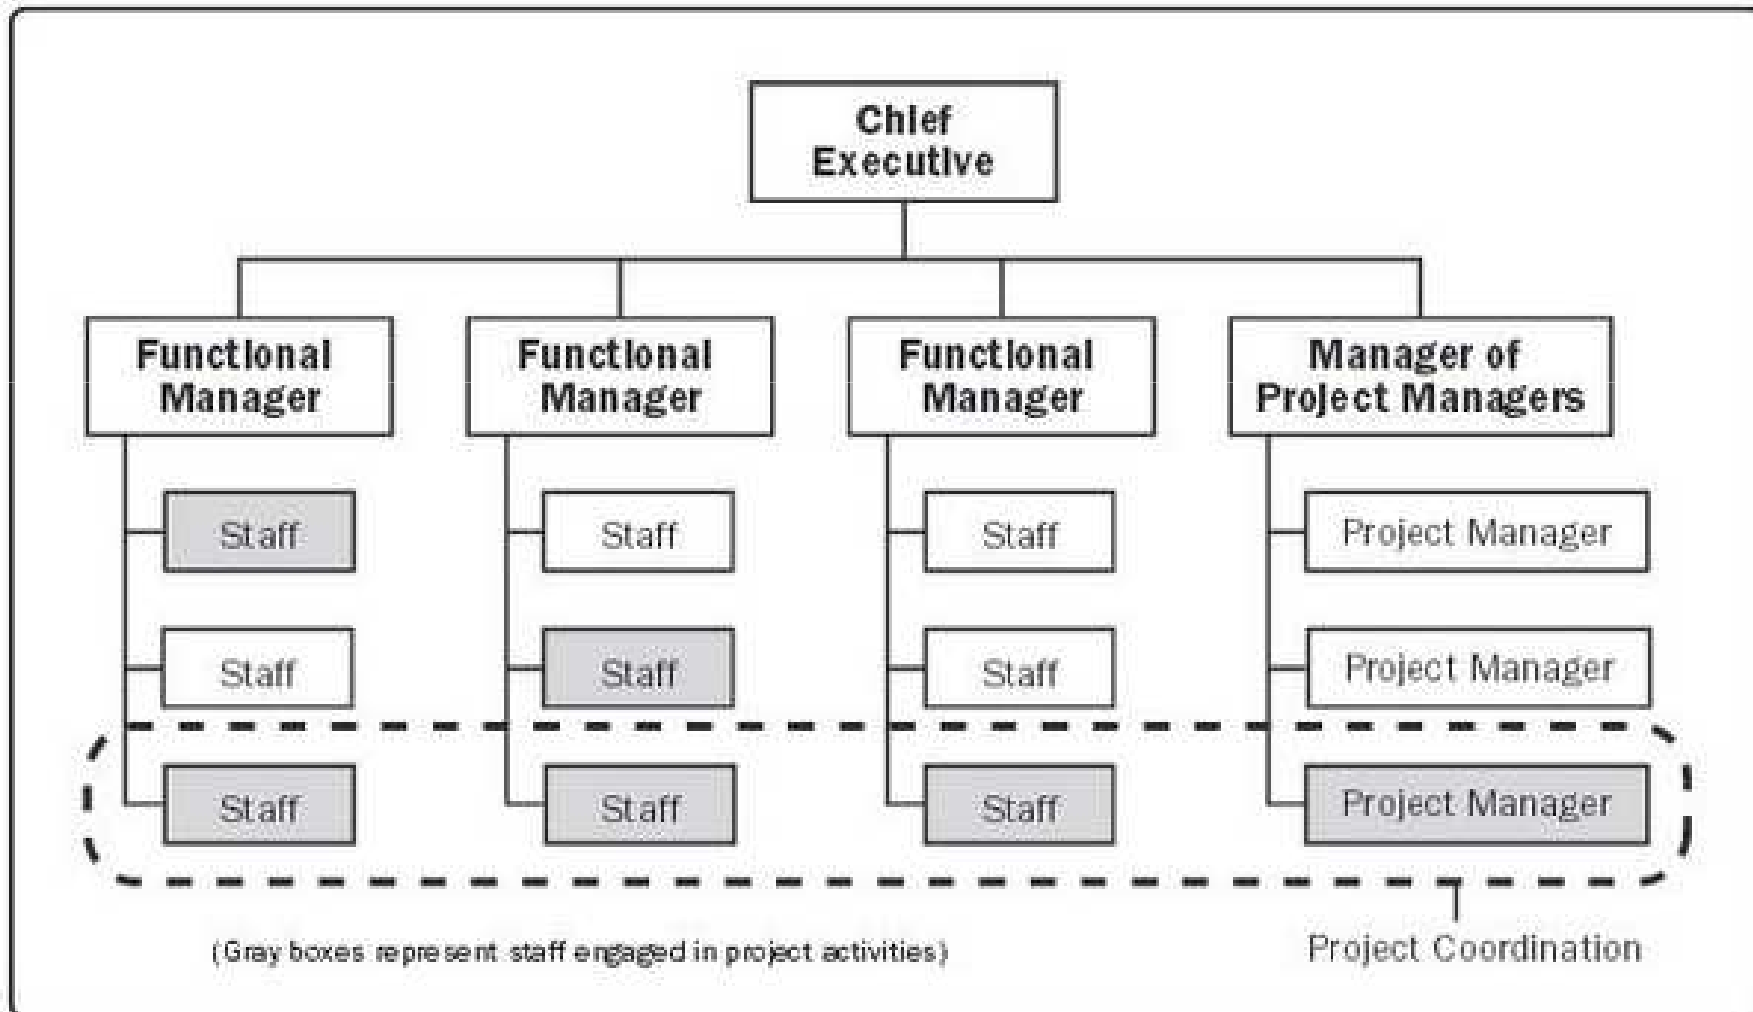 Chief
Executive
Functional
Manager
Functional
Manager
Functional
Manager
Manager of
Project Managers
Staff
Staff
Staff
Project Manager
Staff
Staff
Staff
Project Manager
Staff
Staff
Staff
Project Manager
(Gray boxes represent staff engaged in project activities)
Project Coordination